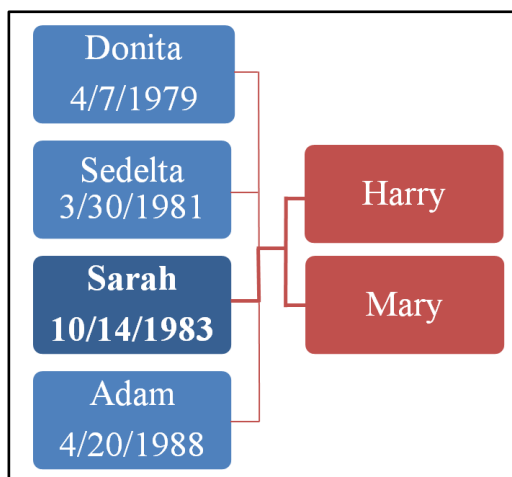 Donita
4/7/1979
Sedelta
3/30/1981
Sarah
10/14/1983
Adam
4/20/1988
Harry
Mary